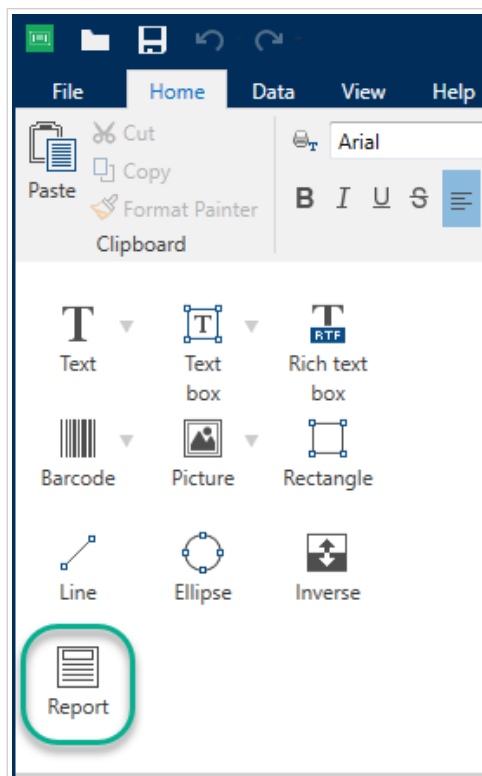 File Home Data View Help
Paste
Cut
Copy
Format Painter
Clipboard
T
Arial
B I U S
T T T
RTF
Text Text box Rich text box
Barcode Picture Rectangle
Line Ellipse Inverse
Report